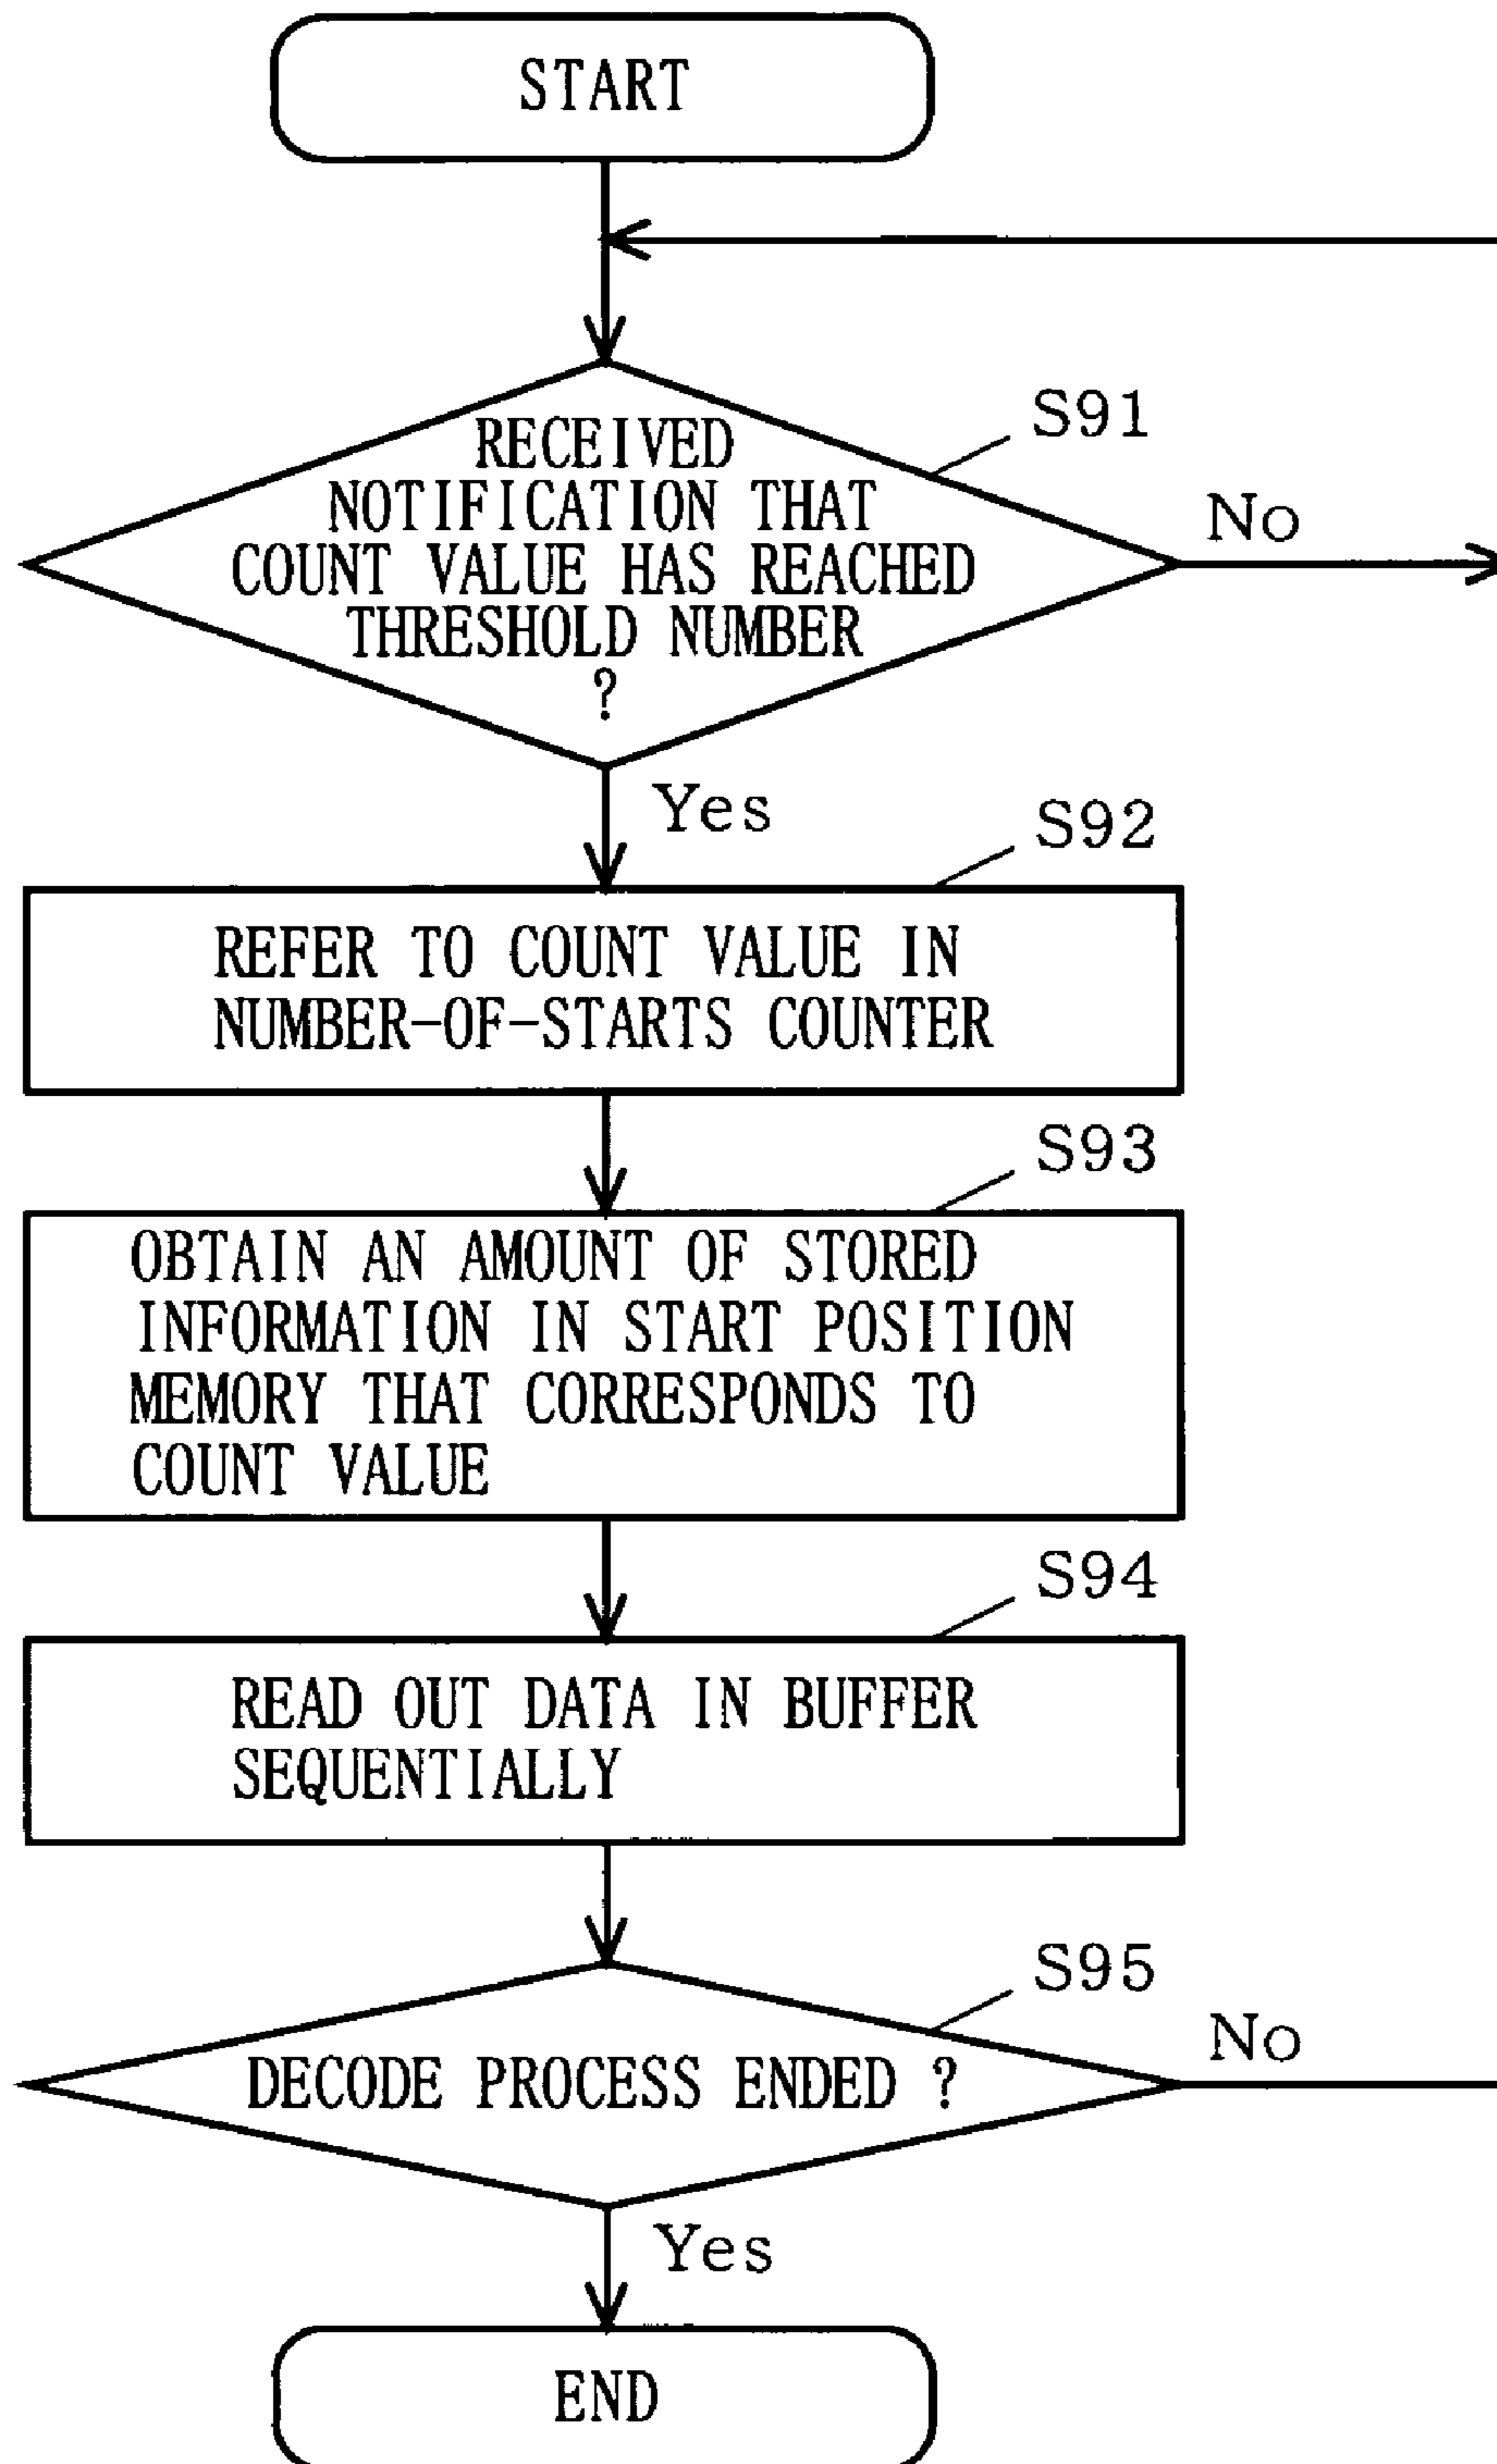 START
S91
RECEIVED
NOTIFICATION THAT
COUNT VALUE HAS REACHED
THRESHOLD NUMBER
?
No
Yes
S92
REFER TO COUNT VALUE IN
NUMBER-OF-STARTS COUNTER
S93
OBTAIN AN AMOUNT OF STORED
INFORMATION IN START POSITION
MEMORY THAT CORRESPONDS TO
COUNT VALUE
S94
READ OUT DATA IN BUFFER
SEQUENTIALLY
S95
DECODE PROCESS ENDED ?
No
Yes
END